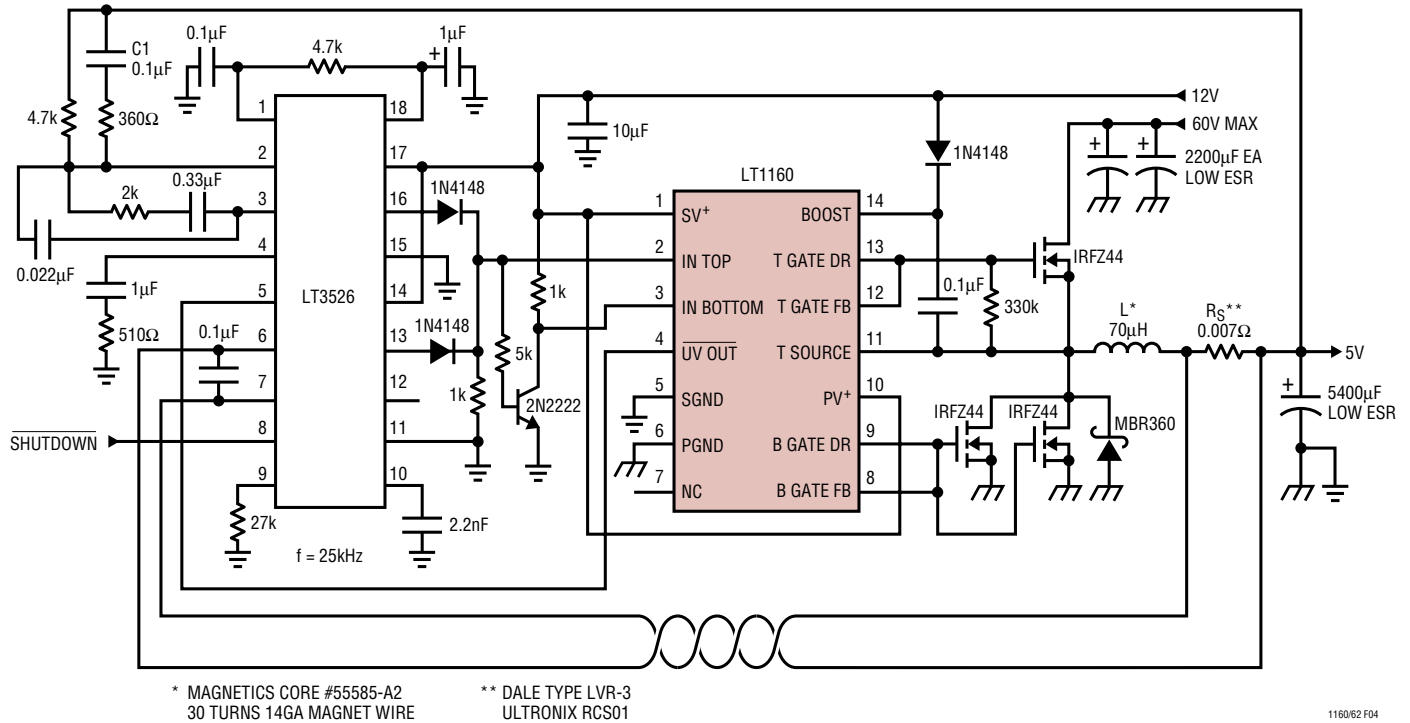 C1
0.1µF
4.7k
360Ω
0.1µF
4.7k
1µF
+
2k
0.33µF
0.022µF
1µF
510Ω
0.1µF
SHUTDOWN
27k
1
2
3
4
5
6
7
8
9
LT3526
18
17
16
15
14
13
12
11
10
f = 25kHz
2.2nF
1N4148
1N4148
1k
5k
1k
2N2222
10µF
12V
60V MAX
+
+
2200µF EA
LOW ESR
1N4148
LT1160
1
2
3
4
5
6
7
SV+
IN TOP
IN BOTTOM
UV OUT
SGND
PGND
NC
BOOST
T GATE DR
T GATE FB
T SOURCE
PV+
B GATE DR
B GATE FB
14
13
12
11
10
9
8
0.1µF
330k
IRFZ44
L*
70µH
RS**
0.007Ω
5V
+
5400µF
LOW ESR
IRFZ44
IRFZ44
MBR360
* MAGNETICS CORE #55585-A2
30 TURNS 14GA MAGNET WIRE
** DALE TYPE LVR-3
ULTRONIX RCS01
1160/62 F04